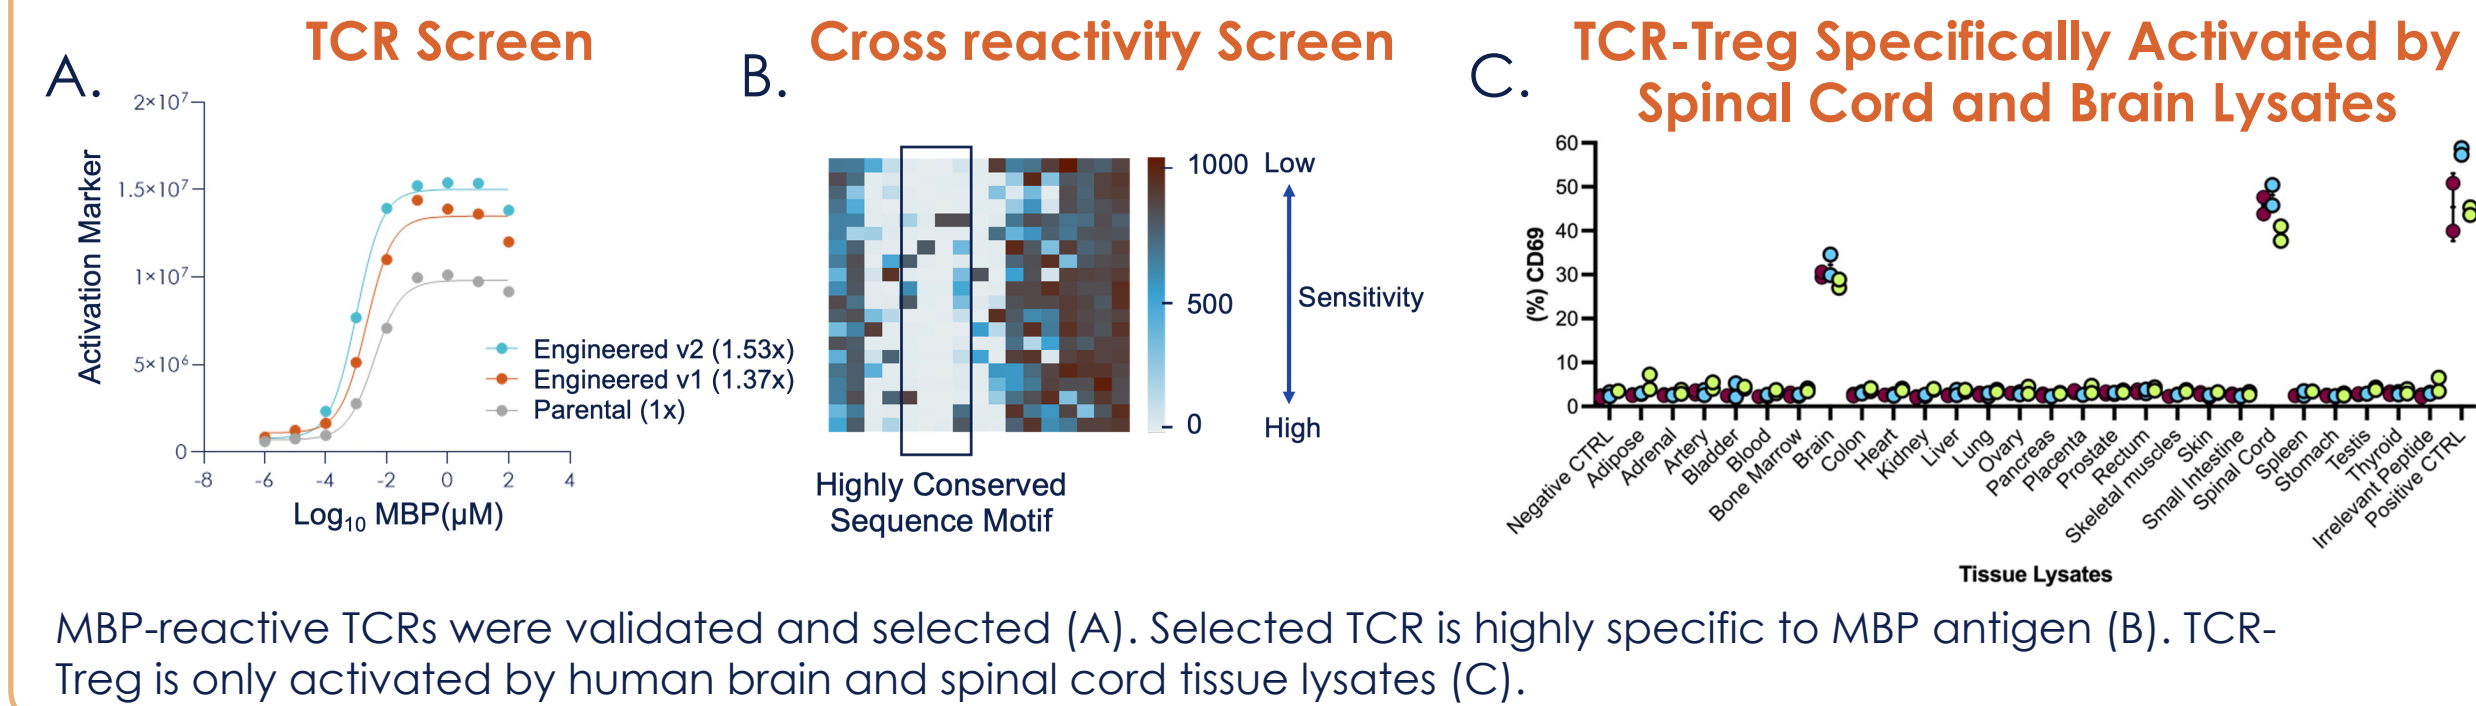 A.
TCR Screen
2×10⁷
1.5×10⁷
1×10⁷
5×10⁶
0
Activation Marker
-8
-6
-4
-2
0
2
4
Log₁₀ MBP(µM)
Engineered v2 (1.53x)
Engineered v1 (1.37x)
Parental (1x)
B.
Cross reactivity Screen
1000
500
0
Low
Sensitivity
High
Highly Conserved
Sequence Motif
C.
TCR-Treg Specifically Activated by
Spinal Cord and Brain Lysates
60
50
40
30
20
10
0
(%) CD69
Negative CTRL
Adipose
Adrenal
Artery
Bladder
Blood
Bone Marrow
Brain
Colon
Heart
Kidney
Liver
Lung
Ovary
Pancreas
Placenta
Prostate
Rectum
Skeletal muscles
Skin
Small Intestine
Spinal Cord
Spleen
Stomach
Testis
Thyroid
Irrelevant Peptide
Positive CTRL
Tissue Lysates
MBP-reactive TCRs were validated and selected (A). Selected TCR is highly specific to MBP antigen (B). TCR-
Treg is only activated by human brain and spinal cord tissue lysates (C).